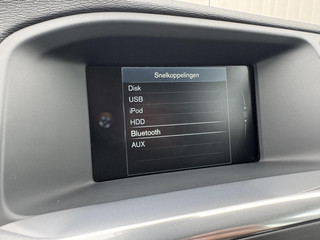 Snelkoppelingen
Disk
USB
iPod
HDD
Bluetooth
AUX